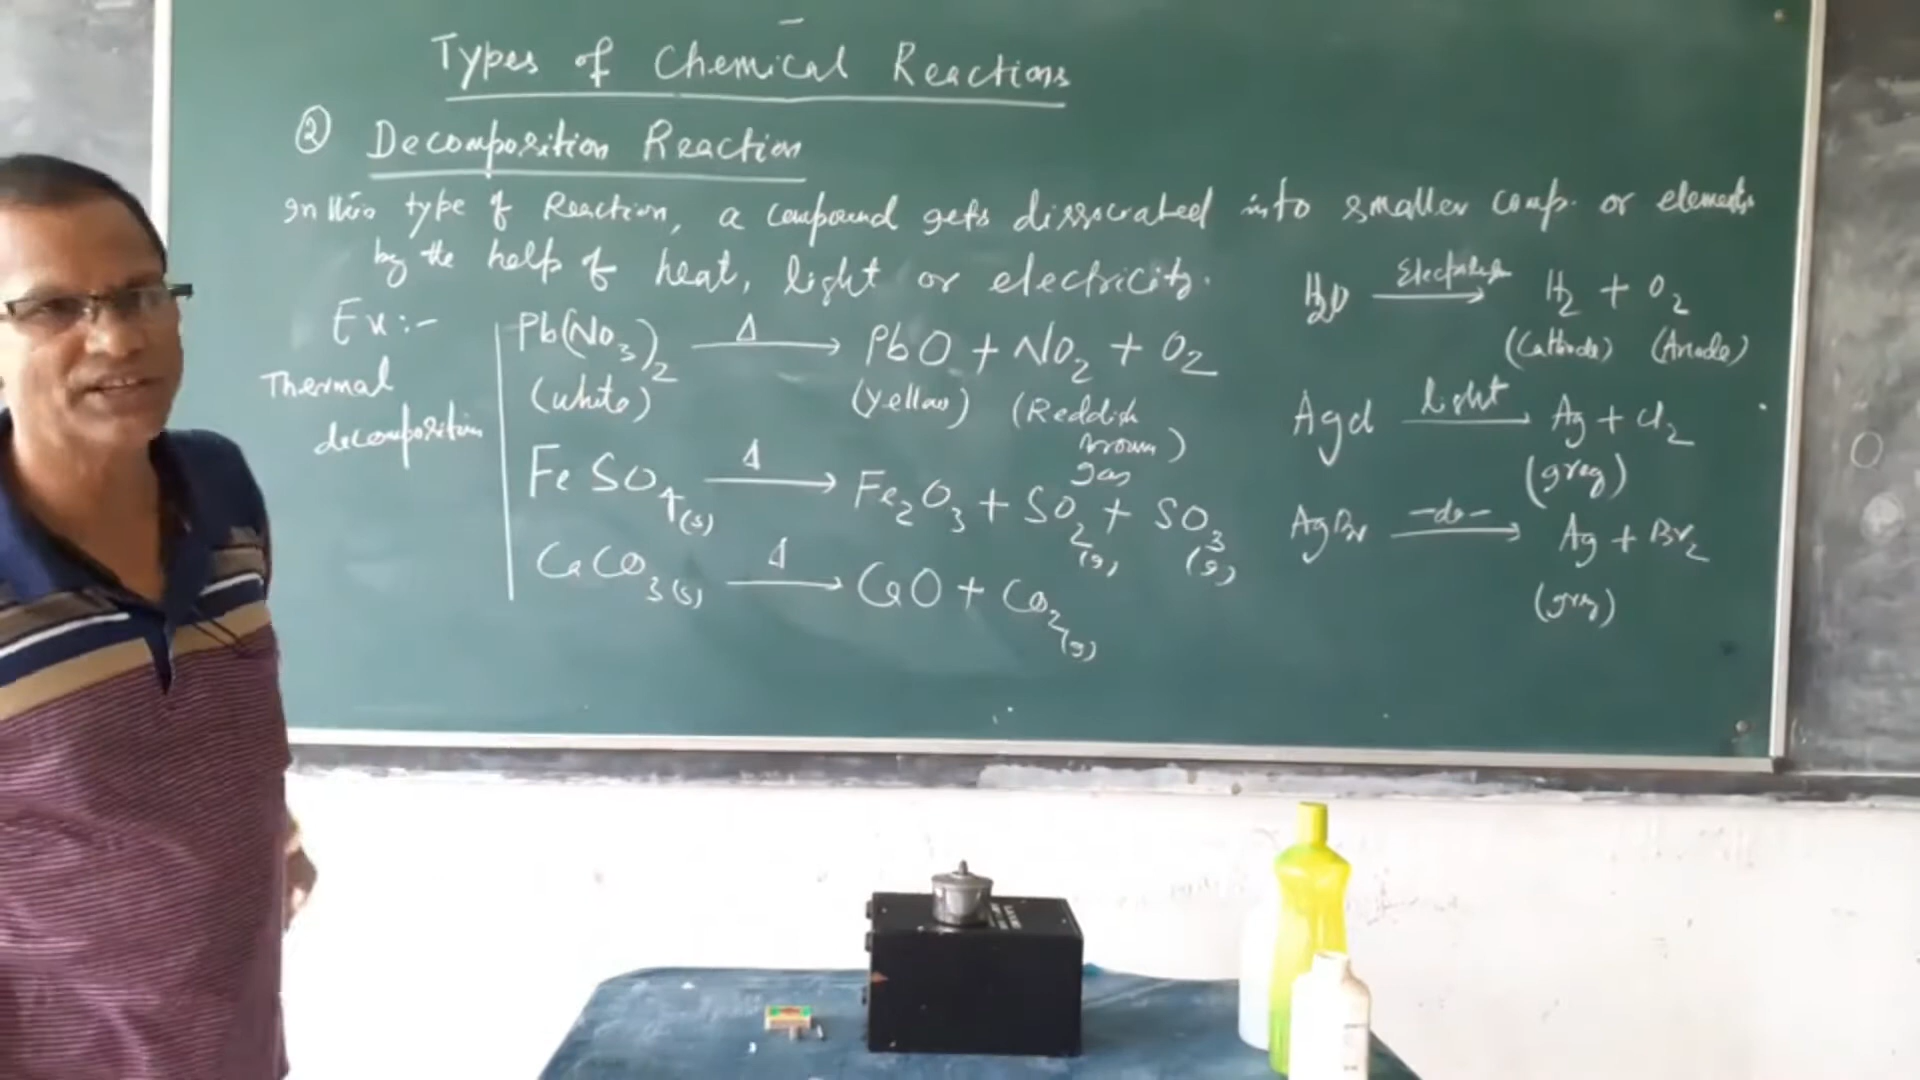 Types of Chemical Reactions
② Decomposition Reaction
In this type of Reaction, a compound gets dissociated into smaller comp. or elements
by the help of heat, light or electricity.
Ex :-
Thermal
decomposition
Pb(NO3)2 —Δ→ PbO + NO2 + O2
(white) (yellow) (Reddish
brown)
gas
FeSO4(s) —Δ→ Fe2O3 + SO2(g) + SO3(g)
CaCO3(s) —Δ→ CaO + CO2(g)
H2O → H2 + O2
(Cathode) (Anode)
AgCl —light→ Ag + Cl2
(grey)
AgBr —do→ Ag + Br2
(grey)